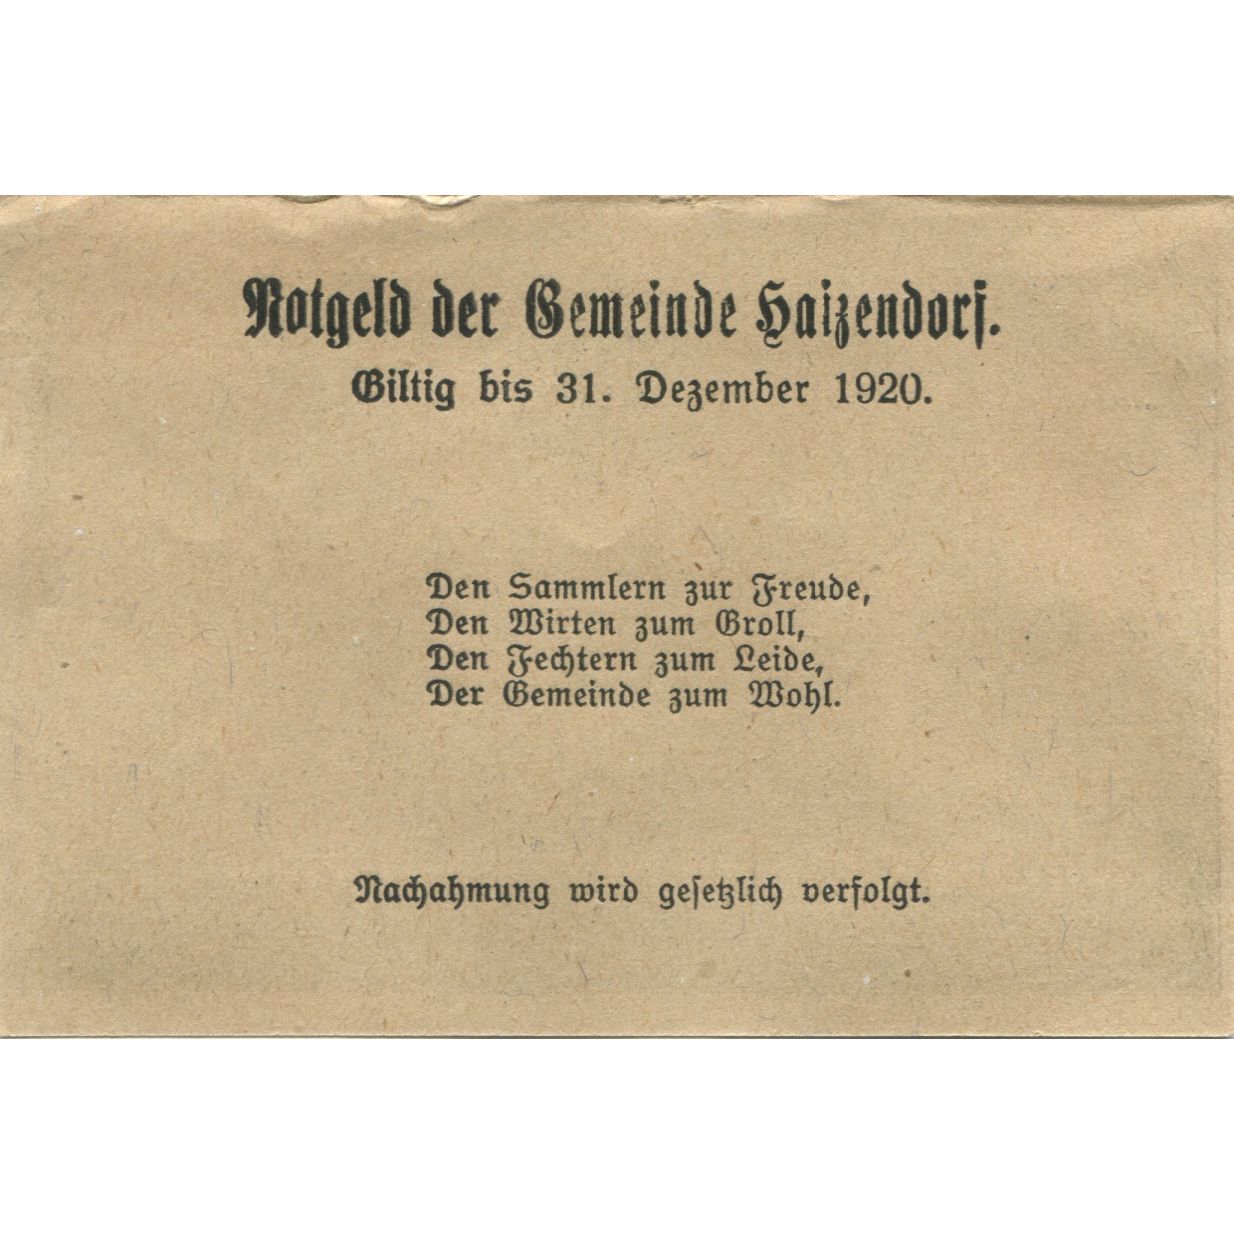 Notgeld der Gemeinde Haizendorf.
Giltig bis 31. Dezember 1920.
Den Sammlern zur Freude,
Den Wirten zum Groll,
Den Fechtern zum Leide,
Der Gemeinde zum Wohl.
Nachahmung wird gesetzlich verfolgt.